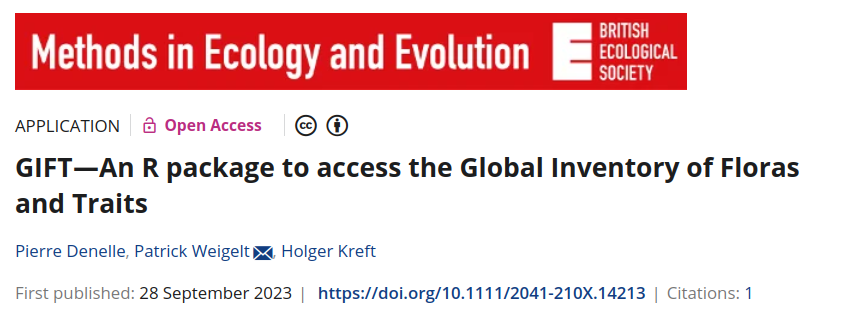 Methods in Ecology and Evolution
BRITISH
ECOLOGICAL
SOCIETY
APPLICATION | Open Access | cc
GIFT—An R package to access the Global Inventory of Floras
and Traits
Pierre Denelle, Patrick Weigelt, Holger Kreft
First published: 28 September 2023 | https://doi.org/10.1111/2041-210X.14213 | Citations: 1